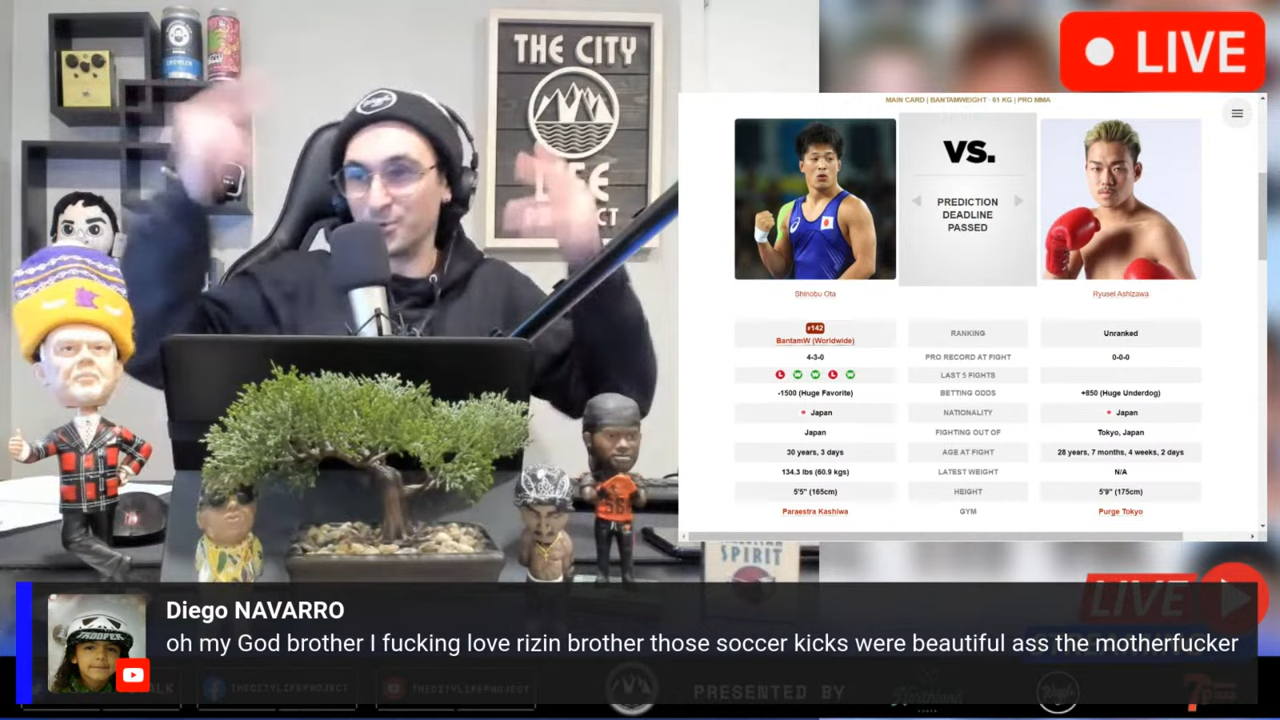 THE CITY
LIFE
PROJECT
LIVE
MAIN CARD | BANTAMWEIGHT · 61 KG | PRO MMA
VS.
PREDICTION
DEADLINE
PASSED
Shinobu Ota
Ryusei Ashizawa
#142
BantamW (Worldwide)
RANKING
Unranked
4-3-0
PRO RECORD AT FIGHT
0-0-0
L W W L W
LAST 5 FIGHTS
-1500 (Huge Favorite)
BETTING ODDS
+850 (Huge Underdog)
Japan
NATIONALITY
Japan
Japan
FIGHTING OUT OF
Tokyo, Japan
30 years, 3 days
AGE AT FIGHT
28 years, 7 months, 4 weeks, 2 days
134.3 lbs (60.9 kgs)
LATEST WEIGHT
N/A
5'5" (165cm)
HEIGHT
5'9" (175cm)
Paraestra Kashiwa
GYM
Purge Tokyo
SPIRIT
LIVE
TROOPER
Diego NAVARRO
oh my God brother I fucking love rizin brother those soccer kicks were beautiful ass the motherfucker
THECITYLIFEPROJECT
THECITYLIFEPROJECT
PRESENTED BY